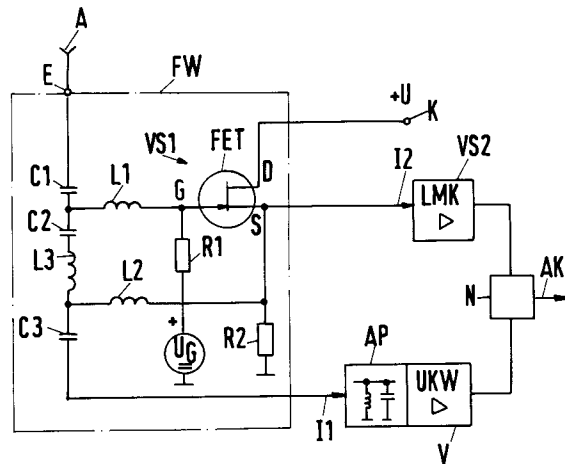 A
E
FW
+U
K
VS1
FET
D
VS2
C1
L1
G
S
I2
LMK
C2
R1
L3
L2
N
AK
C3
+
UG
R2
AP
UKW
I1
V